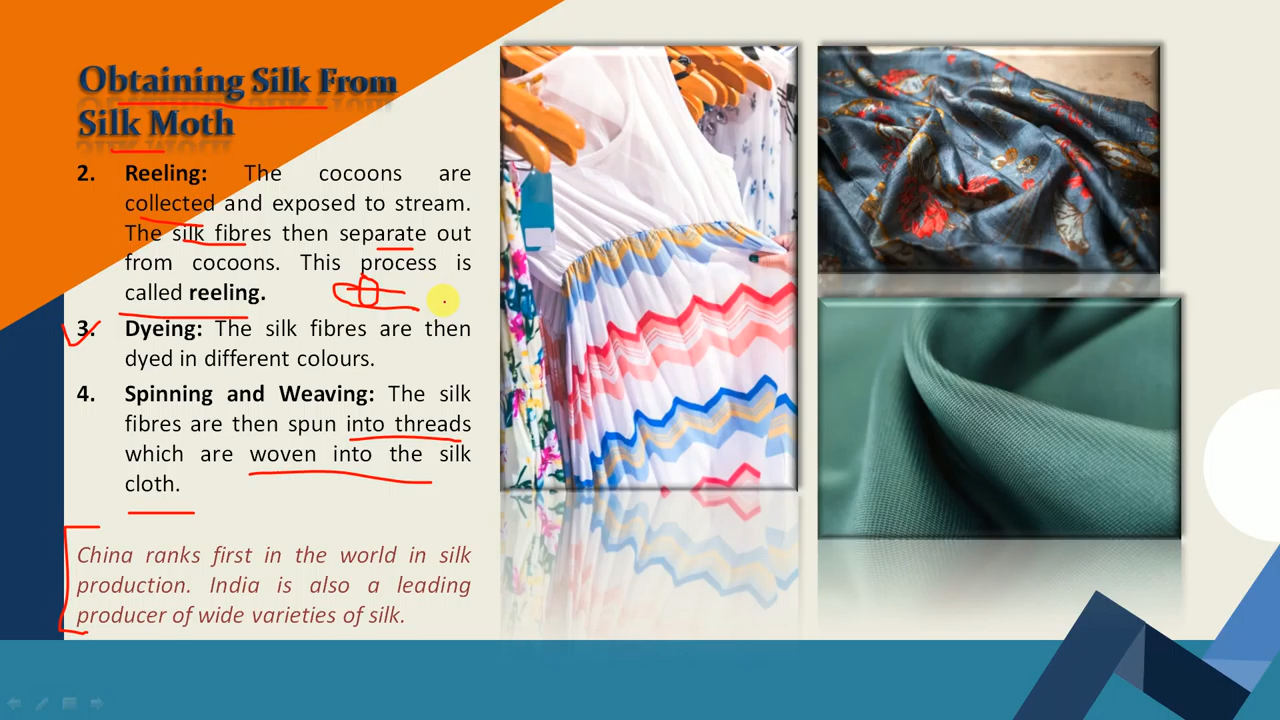 Obtaining Silk From
Silk Moth
2. Reeling: The cocoons are
collected and exposed to stream.
The silk fibres then separate out
from cocoons. This process is
called reeling.
3. Dyeing: The silk fibres are then
dyed in different colours.
4. Spinning and Weaving: The silk
fibres are then spun into threads
which are woven into the silk
cloth.
China ranks first in the world in silk
production. India is also a leading
producer of wide varieties of silk.